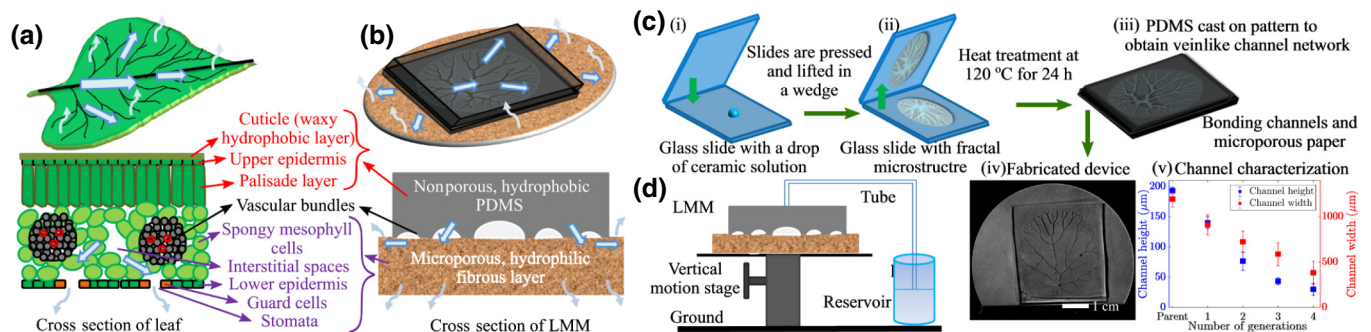 (a)
Cuticle (waxy
hydrophobic layer)
Upper epidermis
Palisade layer
Vascular bundles
Spongy mesophyll
cells
Interstitial spaces
Lower epidermis
Guard cells
Stomata
Cross section of leaf
(b)
Nonporous, hydrophobic
PDMS
Microporous, hydrophilic
fibrous layer
Cross section of LMM
(c)
(i)
Slides are pressed
and lifted in
a wedge
Glass slide with a drop
of ceramic solution
(ii)
Glass slide with fractal
microstructre
Heat treatment at
120 °C for 24 h
(iii) PDMS cast on pattern to
obtain veinlike channel network
Bonding channels and
microporous paper
(d)
LMM
Tube
Vertical
motion stage
Reservoir
Ground
(iv)Fabricated device
1 cm
(v) Channel characterization
Channel height
Channel width
Channel height (μm)
200
150
100
50
0
Channel width (μm)
1000
500
0
Parent 1 2 3 4
Number of generations